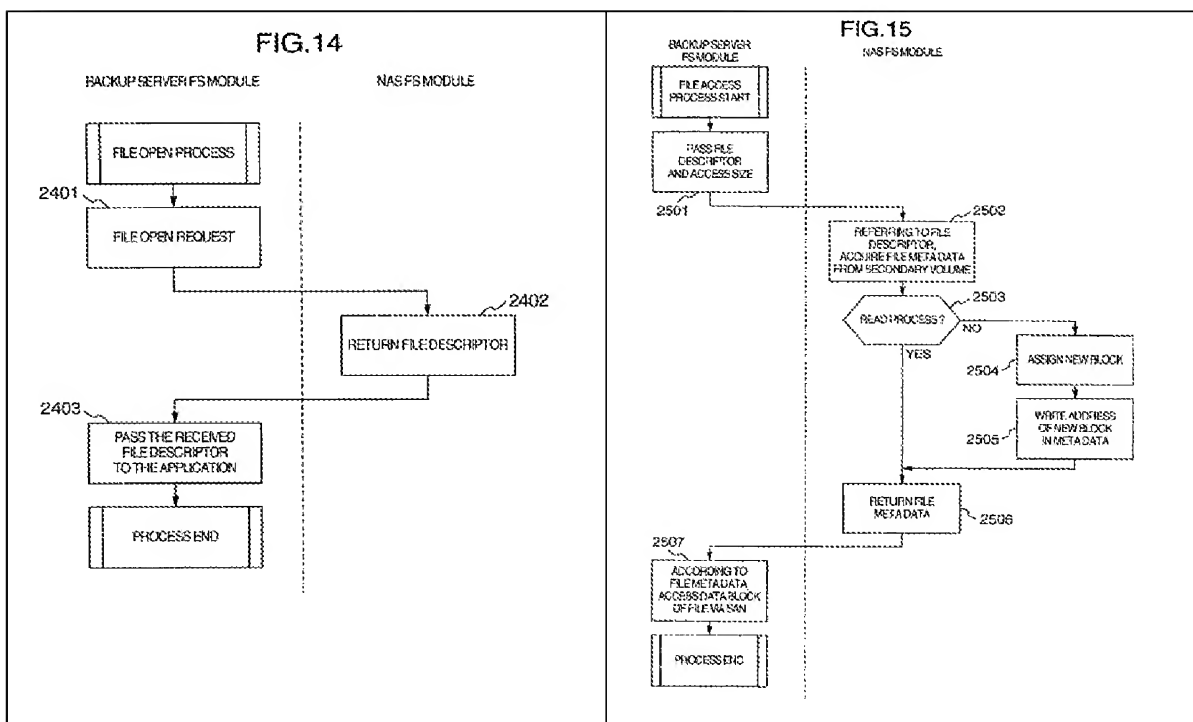 FIG.14
BACKUP SERVER FS MODULE
NAS FS MODULE
FILE OPEN PROCESS
2401
FILE OPEN REQUEST
2402
RETURN FILE DESCRIPTOR
2403
PASS THE RECEIVED
FILE DESCRIPTOR
TO THE APPLICATION
PROCESS END
FIG.15
BACKUP SERVER
FS MODULE
NAS FS MODULE
FILE ACCESS
PROCESS START
PASS FILE
DESCRIPTOR
AND ACCESS SIZE
2501
2502
REFERRING TO FILE
DESCRIPTOR,
ACQUIRE FILE META DATA
FROM SECONDARY VOLUME
2503
READ PROCESS ?
NO
YES
2504
ASSIGN NEW BLOCK
2505
WRITE ADDRESS
OF NEW BLOCK
IN META DATA
RETURN FILE
META DATA
2506
2507
ACCORDING TO
FILE META DATA
ACCESS DATA BLOCK
OF FILE VIA SAN
PROCESS END